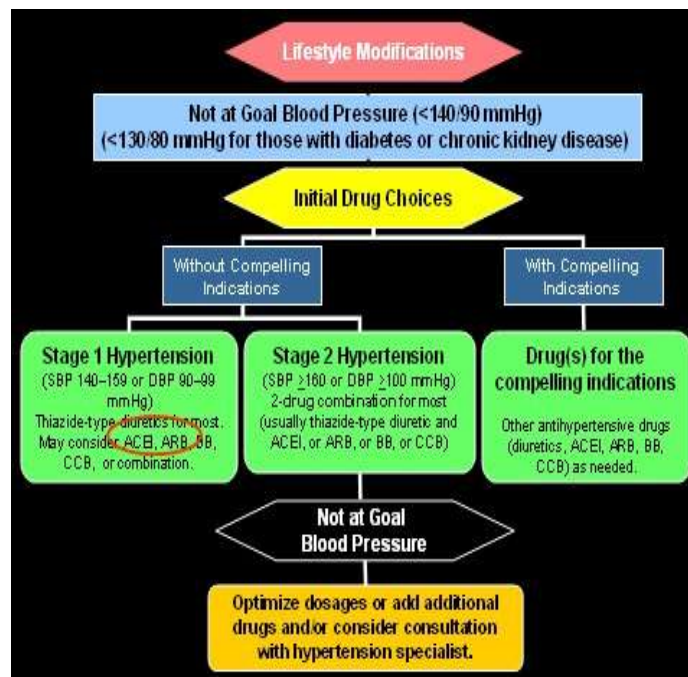 Lifestyle Modifications
Not at Goal Blood Pressure (<140/90 mmHg)
(<130/80 mmHg for those with diabetes or chronic kidney disease)
Initial Drug Choices
Without Compelling
Indications
With Compelling
Indications
Stage 1 Hypertension
(SBP 140–159 or DBP 90–99
mmHg)
Thiazide-type diuretics for most.
May consider ACEI, ARB, BB,
CCB, or combination.
Stage 2 Hypertension
(SBP ≥160 or DBP ≥100 mmHg)
2-drug combination for most
(usually thiazide-type diuretic and
ACEI, or ARB, or BB, or CCB)
Drug(s) for the
compelling indications
Other antihypertensive drugs
(diuretics, ACEI, ARB, BB,
CCB) as needed.
Not at Goal
Blood Pressure
Optimize dosages or add additional
drugs and/or consider consultation
with hypertension specialist.